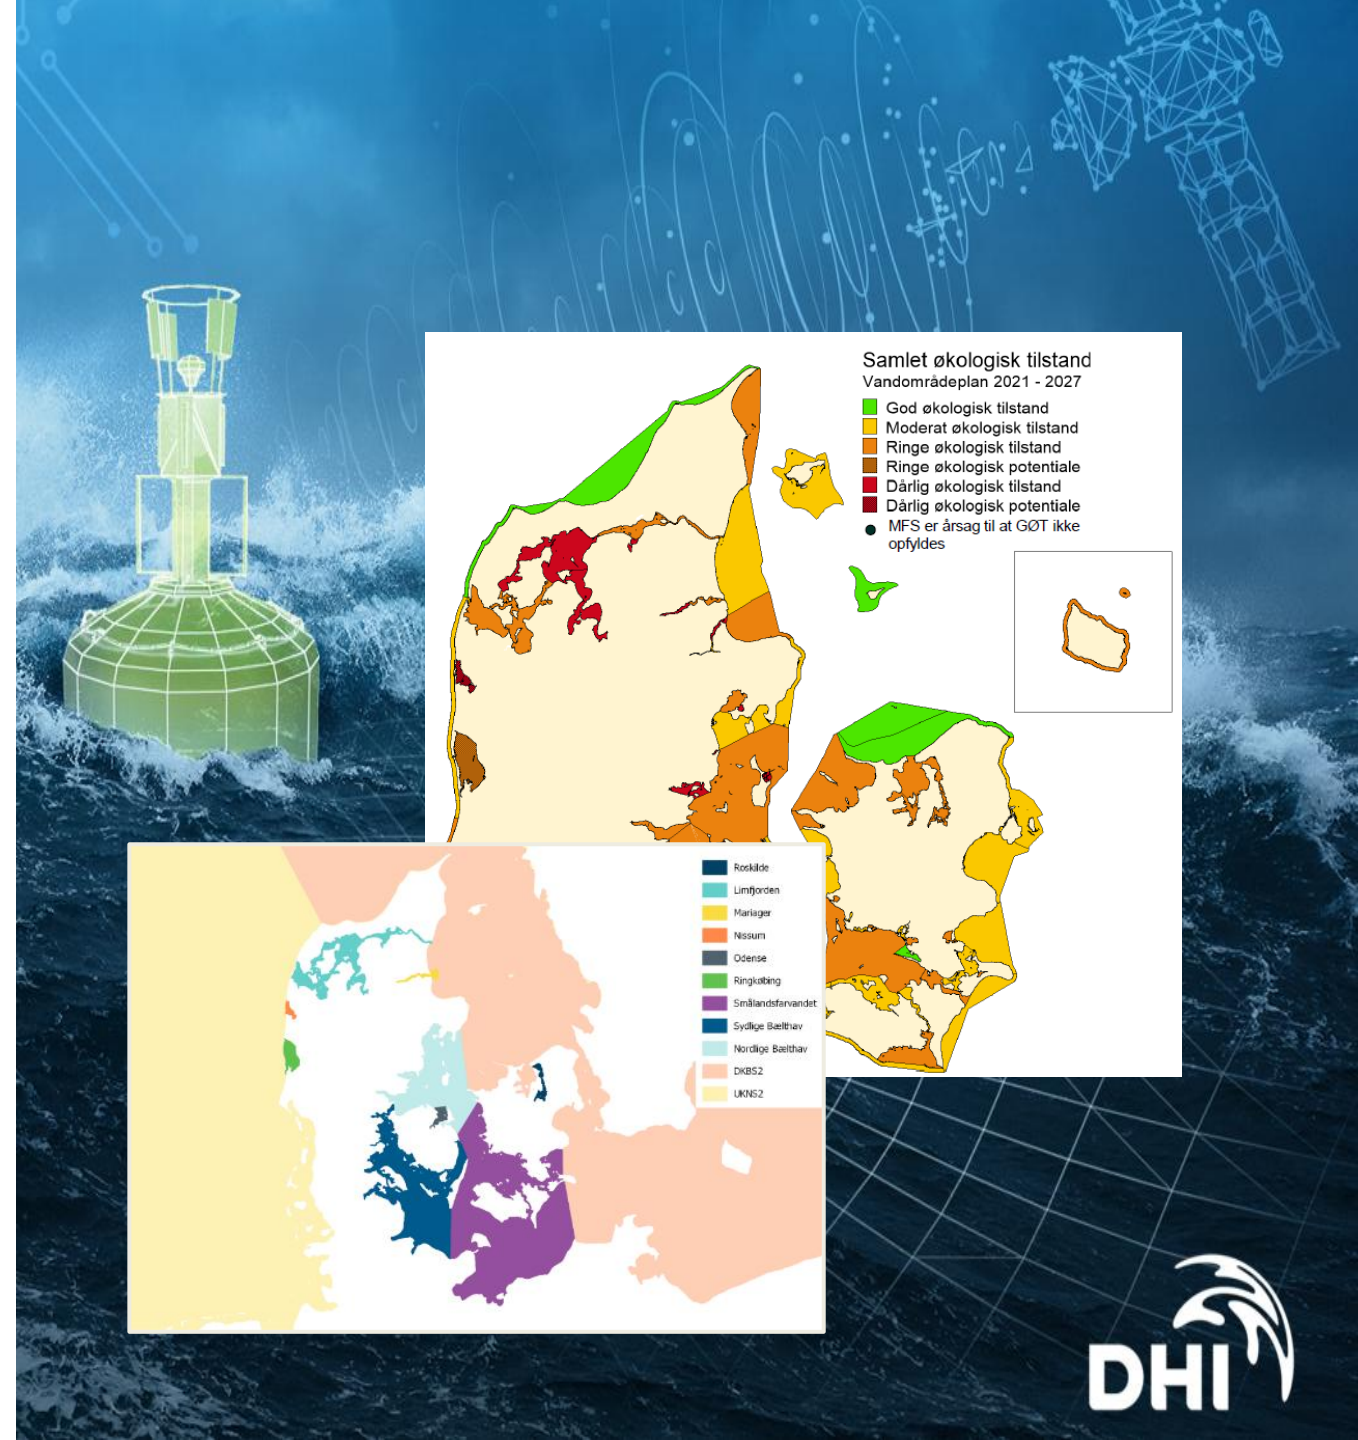 Samlet økologisk tilstand
Vandområdeplan 2021 - 2027
God økologisk tilstand
Moderat økologisk tilstand
Ringe økologisk tilstand
Ringe økologisk potentiale
Dårlig økologisk tilstand
Dårlig økologisk potentiale
MFS er årsag til at GØT ikke
opfyldes
Roskilde
Limfjorden
Mariager
Nissum
Odense
Ringkøbing
Smålandsfarvandet
Sydlige Bælthav
Nordlige Bælthav
DKBS2
UKNS2
DHI